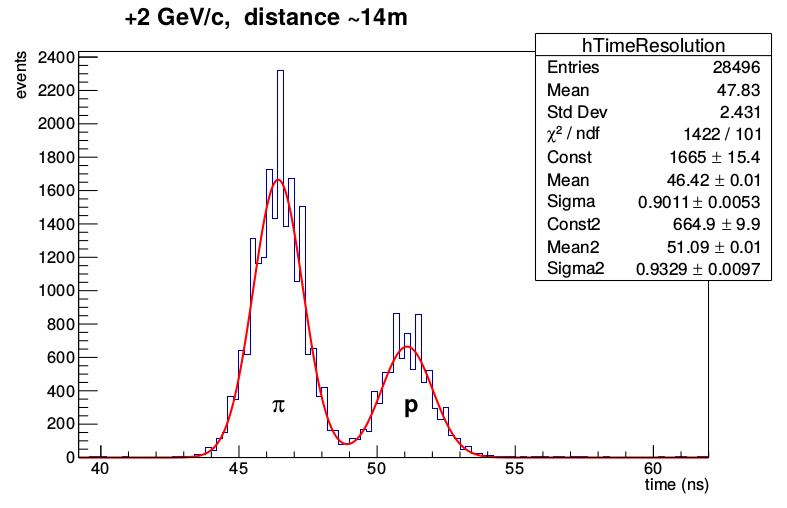 +2 GeV/c,  distance ~14m
hTimeResolution
Entries 28496
Mean 47.83
Std Dev 2.431
χ² / ndf 1422 / 101
Const 1665 ± 15.4
Mean 46.42 ± 0.01
Sigma 0.9011 ± 0.0053
Const2 664.9 ± 9.9
Mean2 51.09 ± 0.01
Sigma2 0.9329 ± 0.0097
events
2400
2200
2000
1800
1600
1400
1200
1000
800
600
400
200
0
π
p
40 45 50 55 60
time (ns)